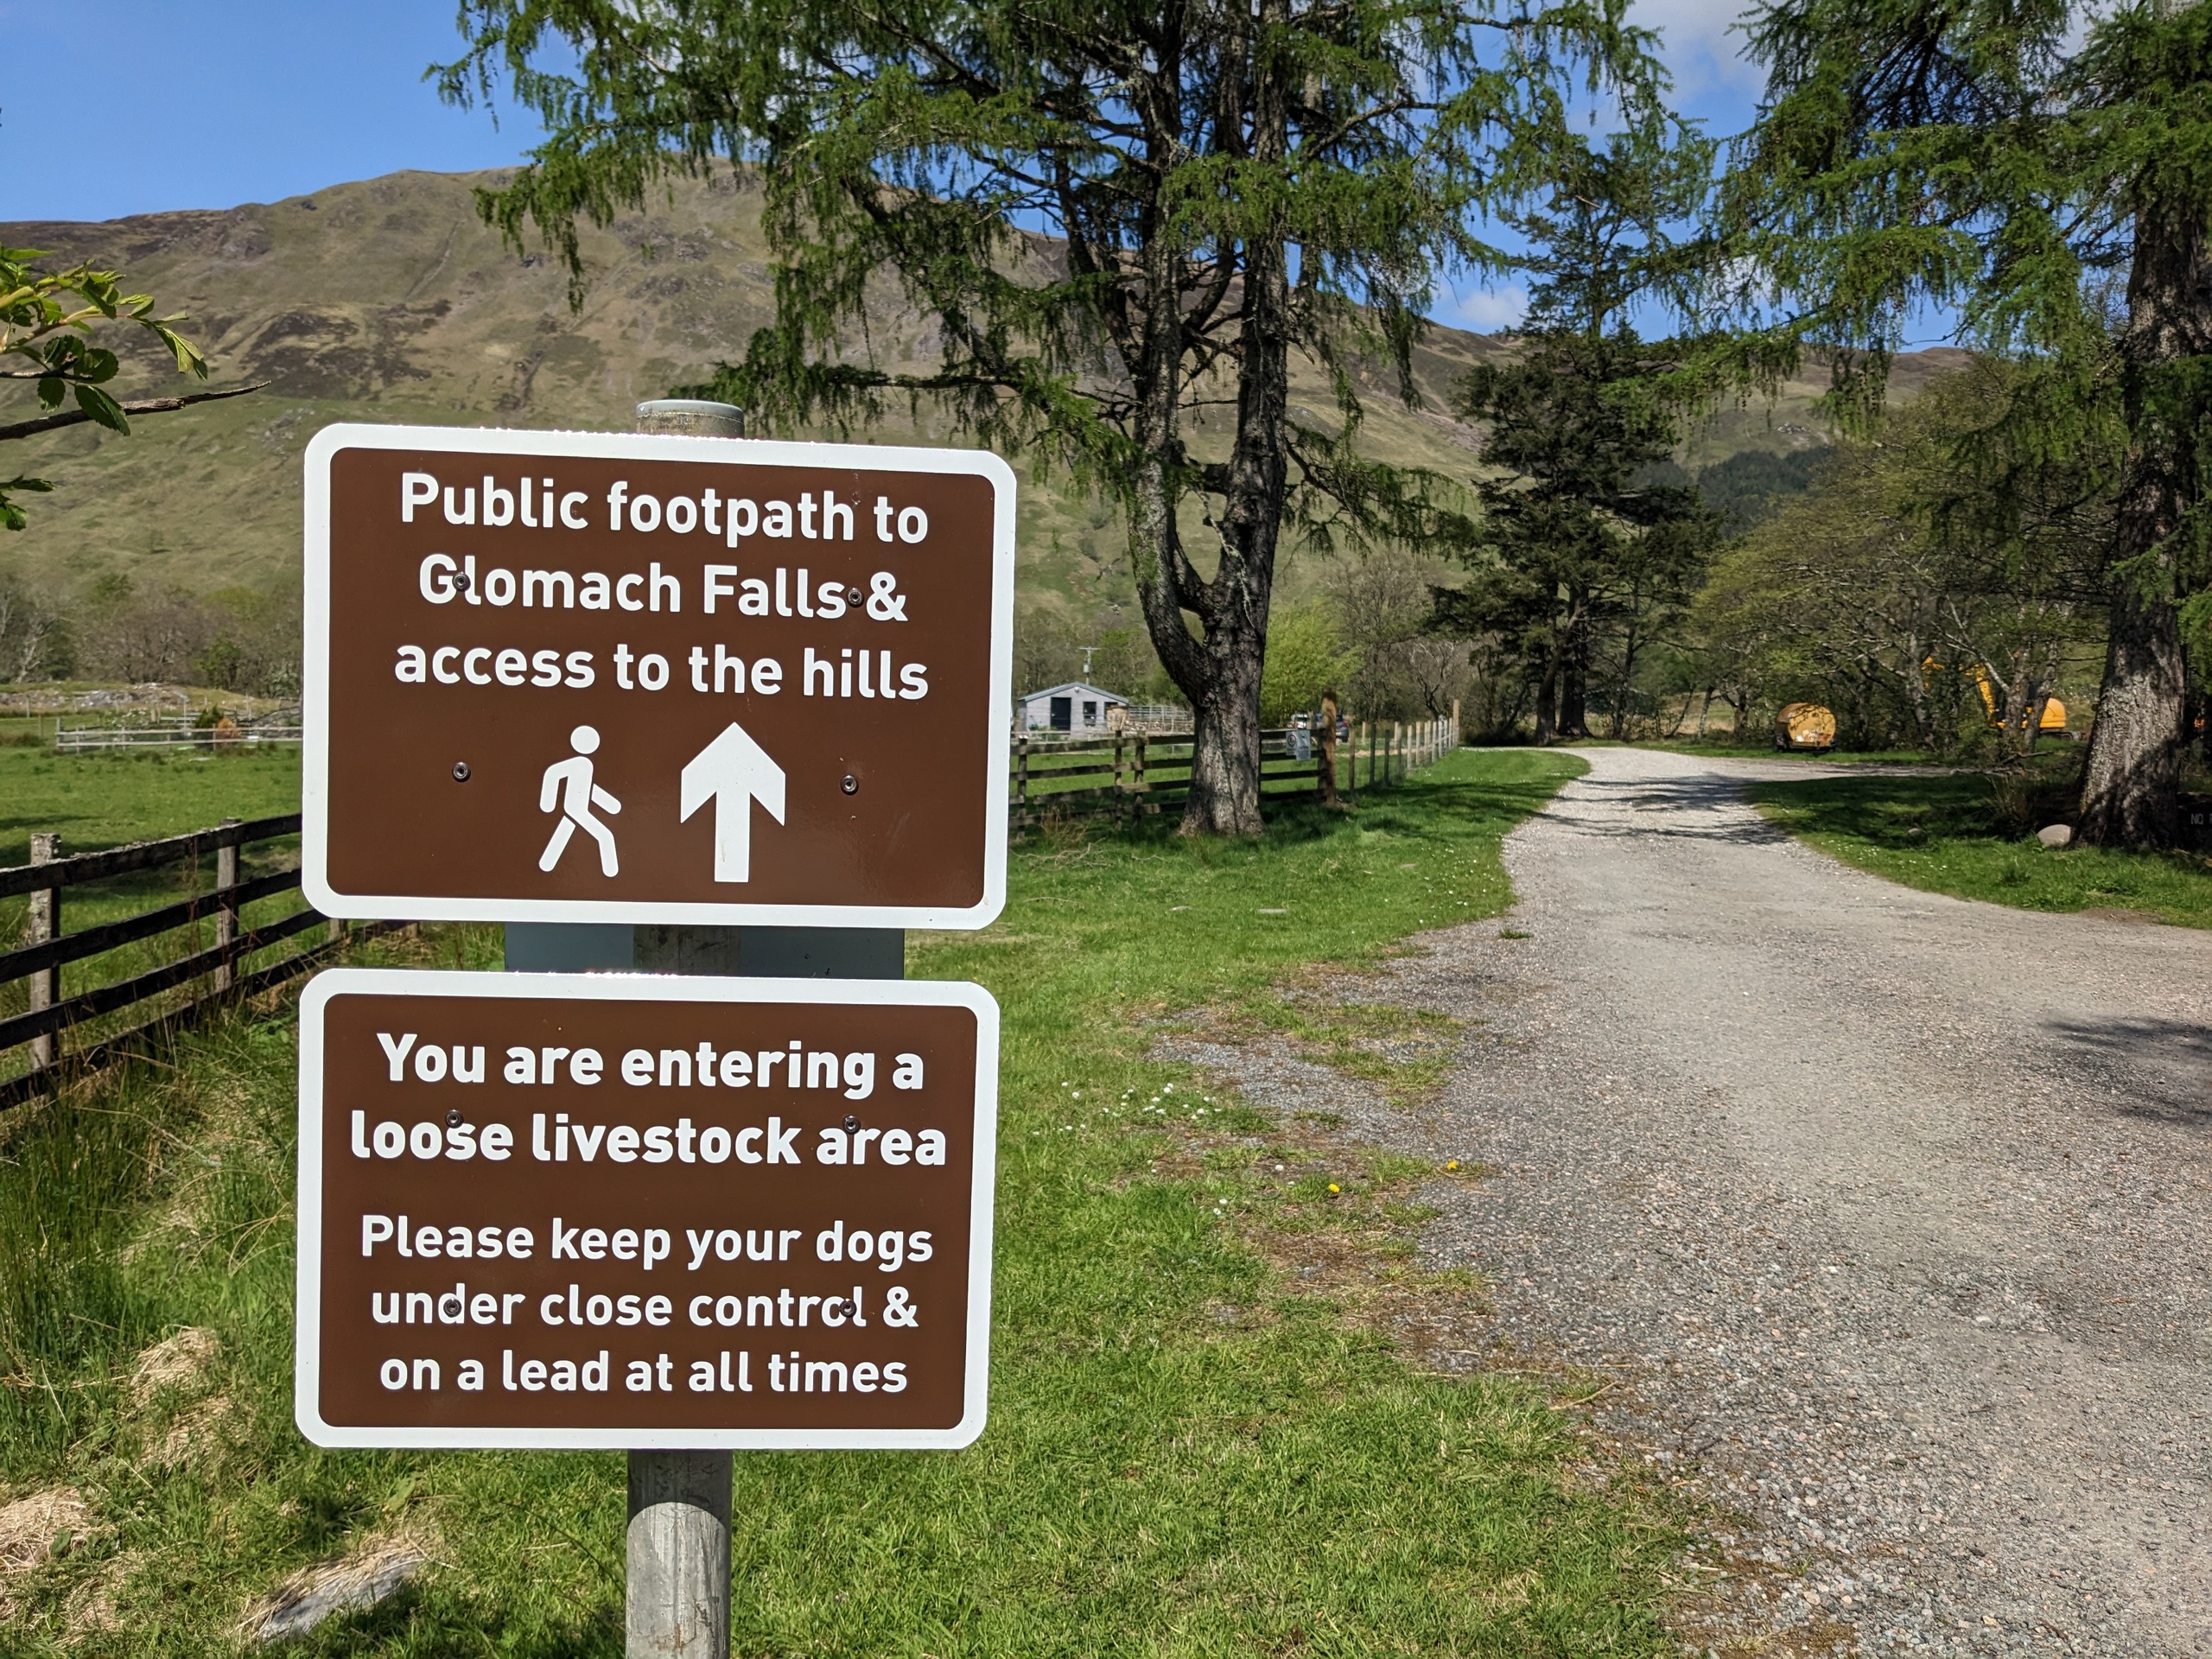 Public footpath to
Glomach Falls &
access to the hills
You are entering a
loose livestock area
Please keep your dogs
under close control &
on a lead at all times
NO